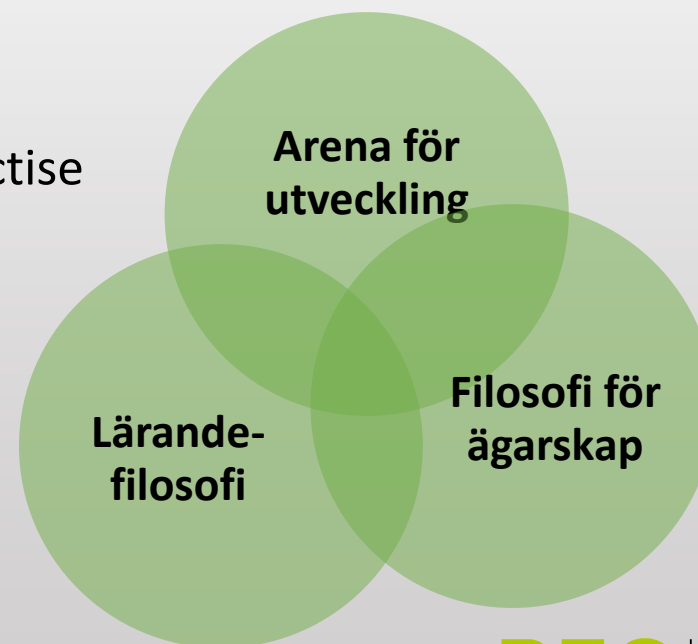 Arena för
utveckling
ctise
Filosofi för
ägarskap
Lärande-
filosofi